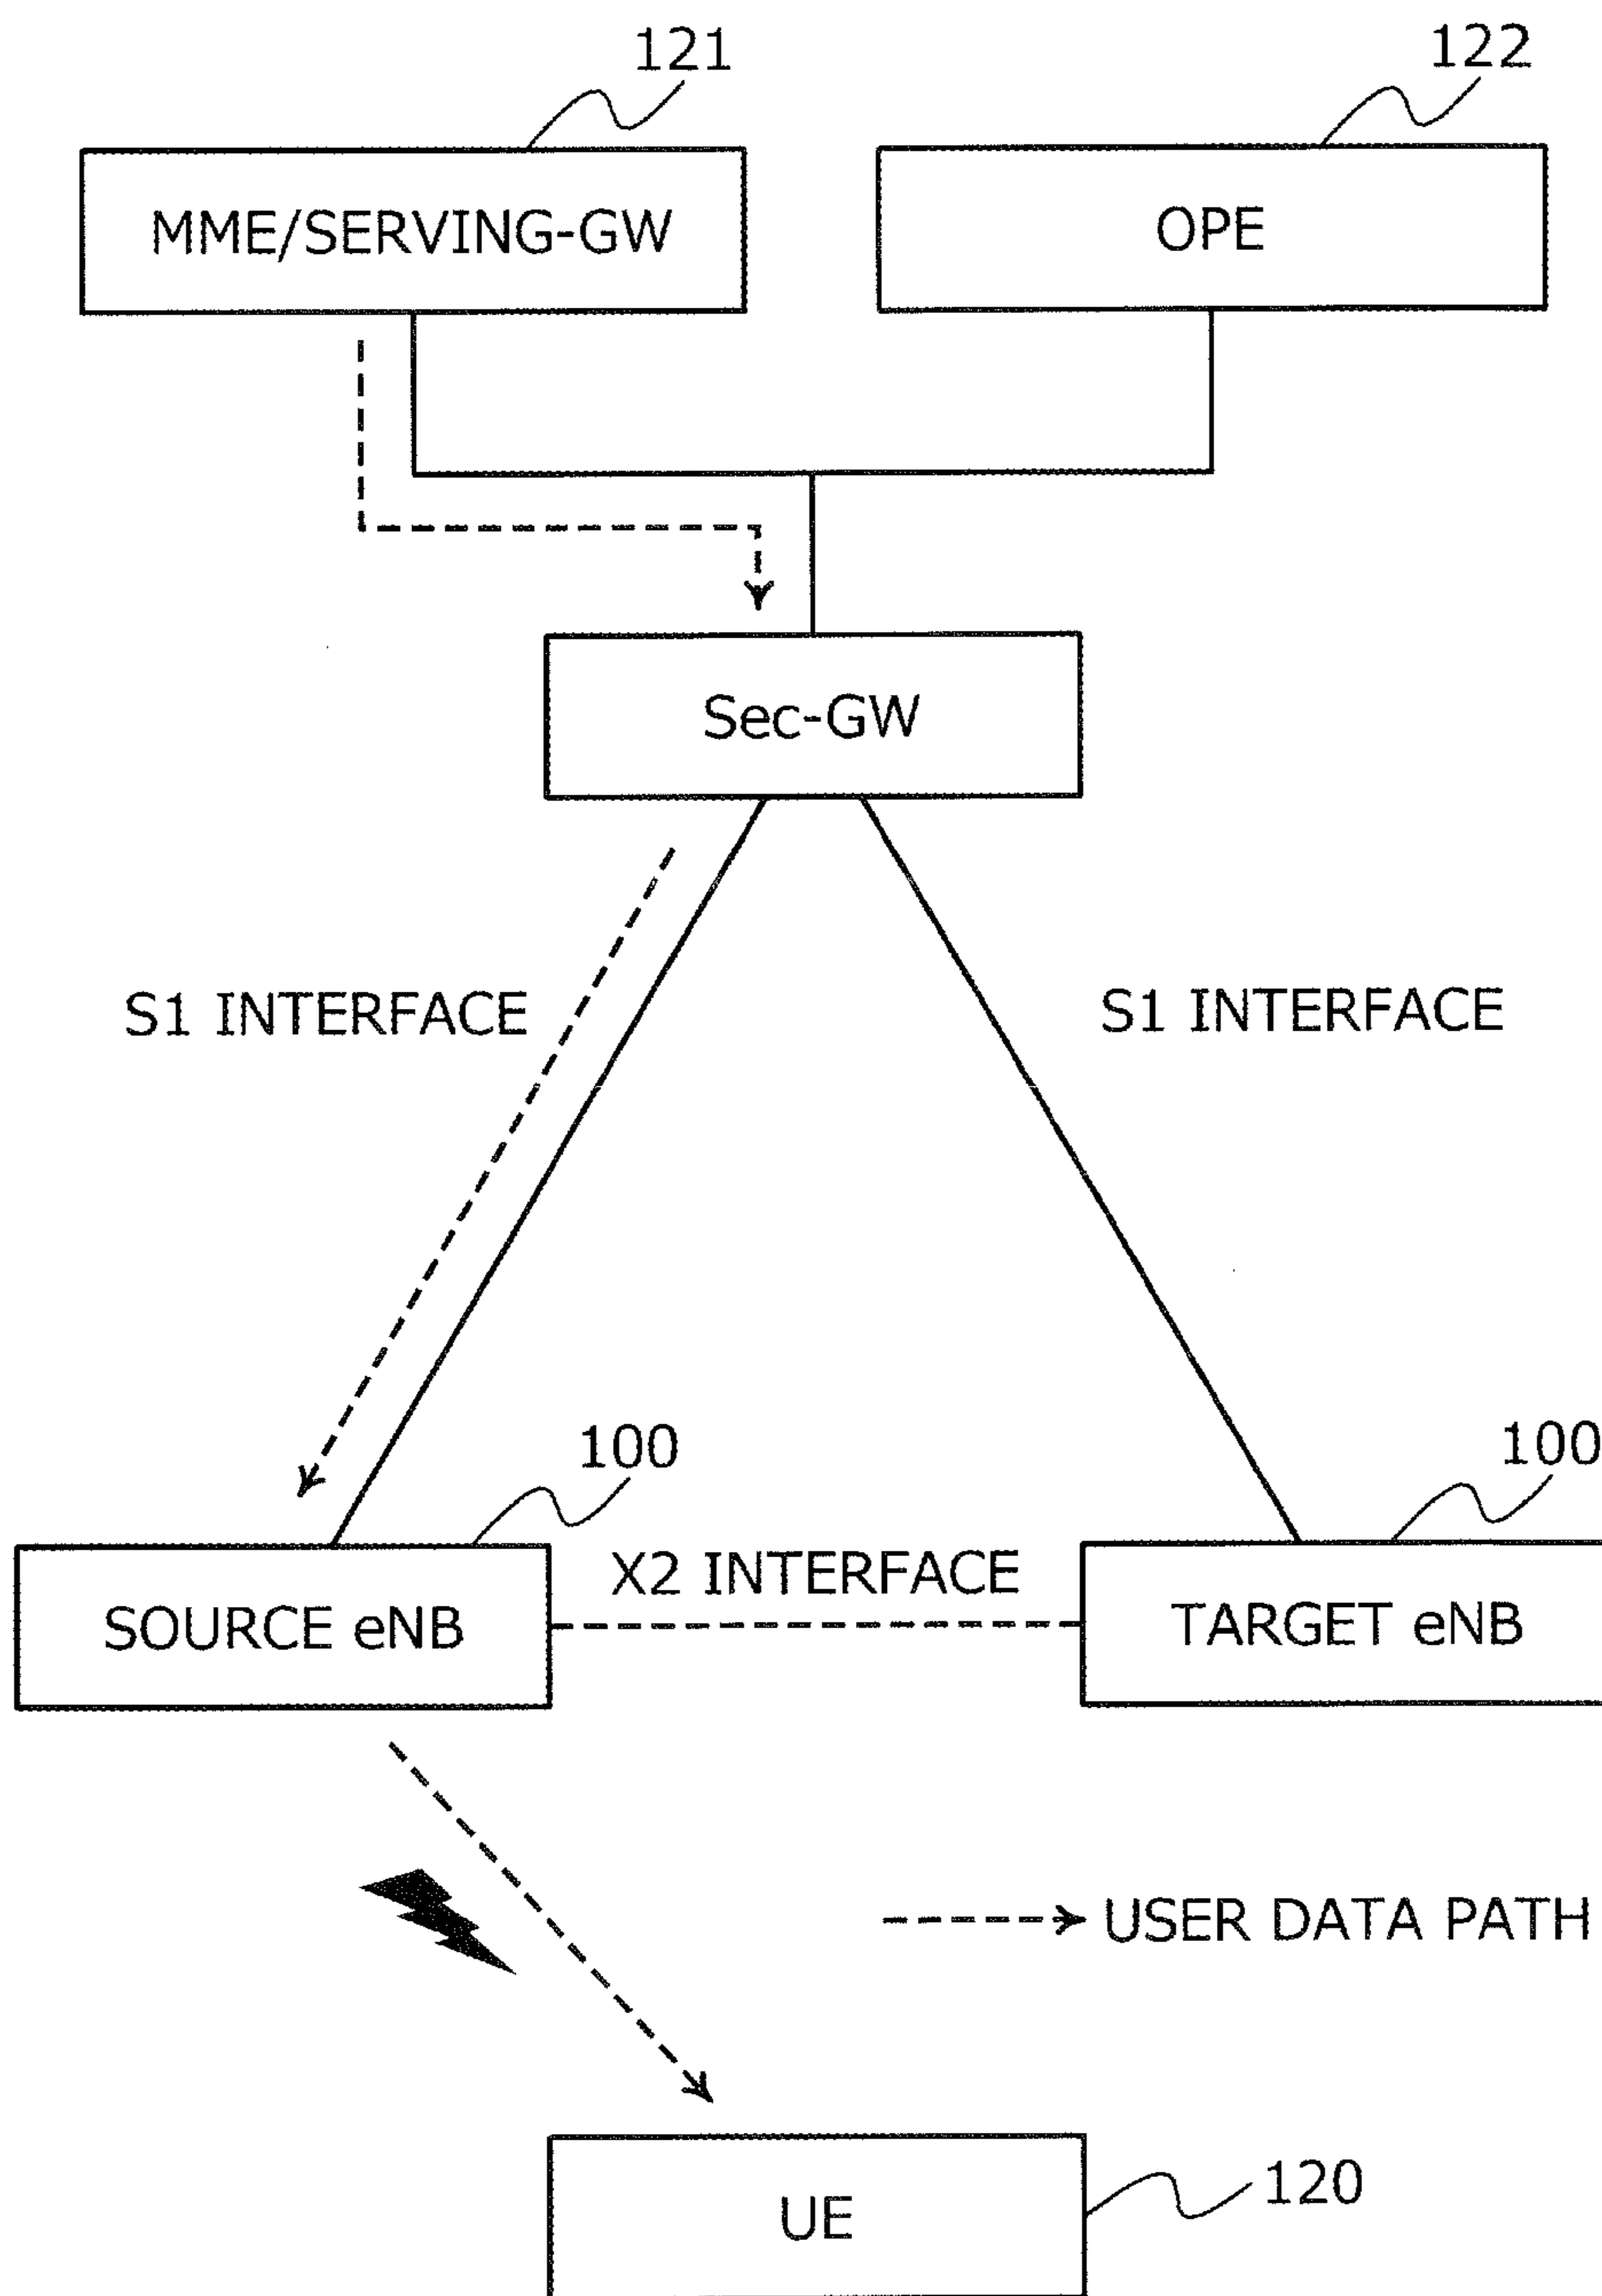 121
122
MME/SERVING-GW
OPE
Sec-GW
S1 INTERFACE
S1 INTERFACE
100
100
X2 INTERFACE
SOURCE eNB
TARGET eNB
USER DATA PATH
120
UE